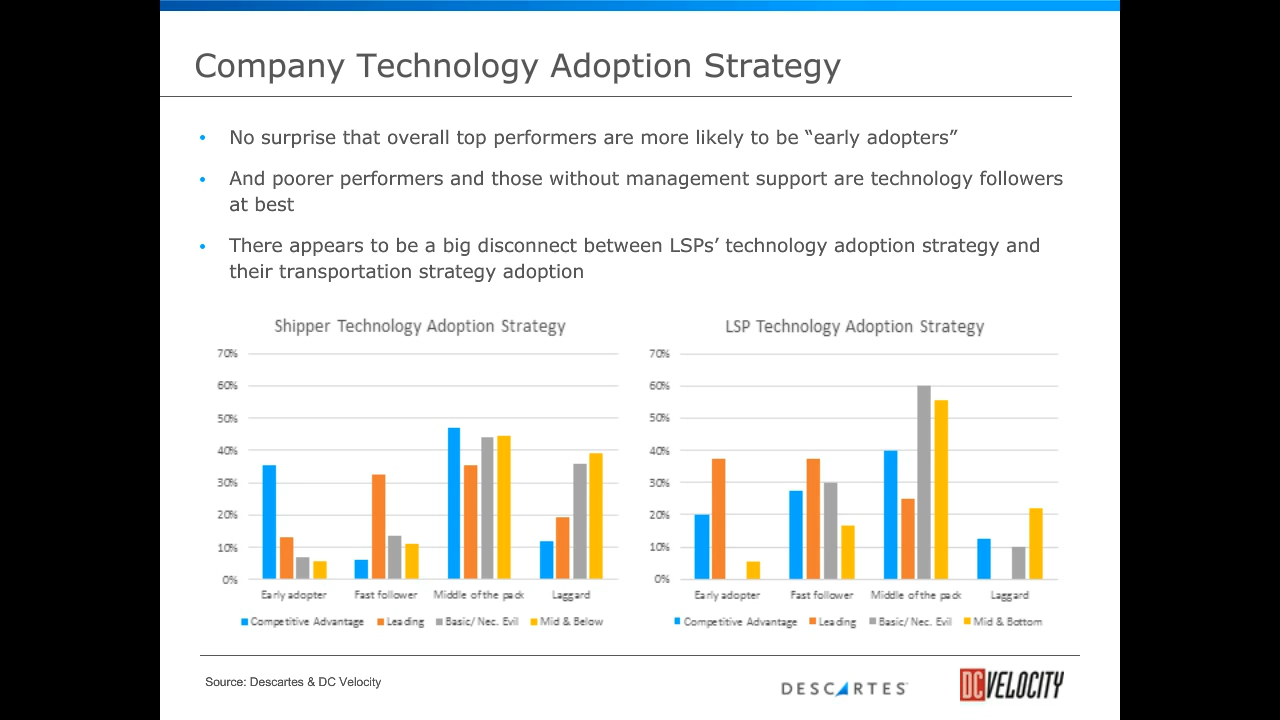 Company Technology Adoption Strategy
• No surprise that overall top performers are more likely to be “early adopters”
• And poorer performers and those without management support are technology followers
at best
• There appears to be a big disconnect between LSPs’ technology adoption strategy and
their transportation strategy adoption
Shipper Technology Adoption Strategy
70%
60%
50%
40%
30%
20%
10%
0%
Early adopter Fast follower Middle of the pack Laggard
Competitive Advantage Leading Basic/ Nec. Evil Mid & Below
LSP Technology Adoption Strategy
70%
60%
50%
40%
30%
20%
10%
0%
Early adopter Fast follower Middle of the pack Laggard
Competitive Advantage Leading Basic/ Nec. Evil Mid & Bottom
Source: Descartes & DC Velocity
DESCARTES
DC VELOCITY